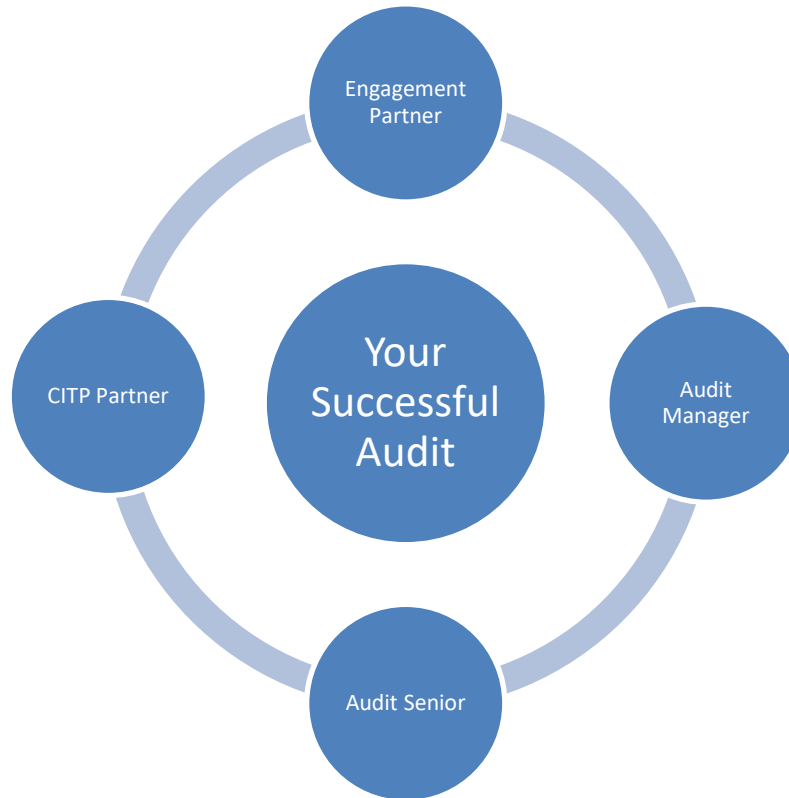 Engagement
Partner
CITP Partner
Your
Successful
Audit
Audit
Manager
Audit Senior